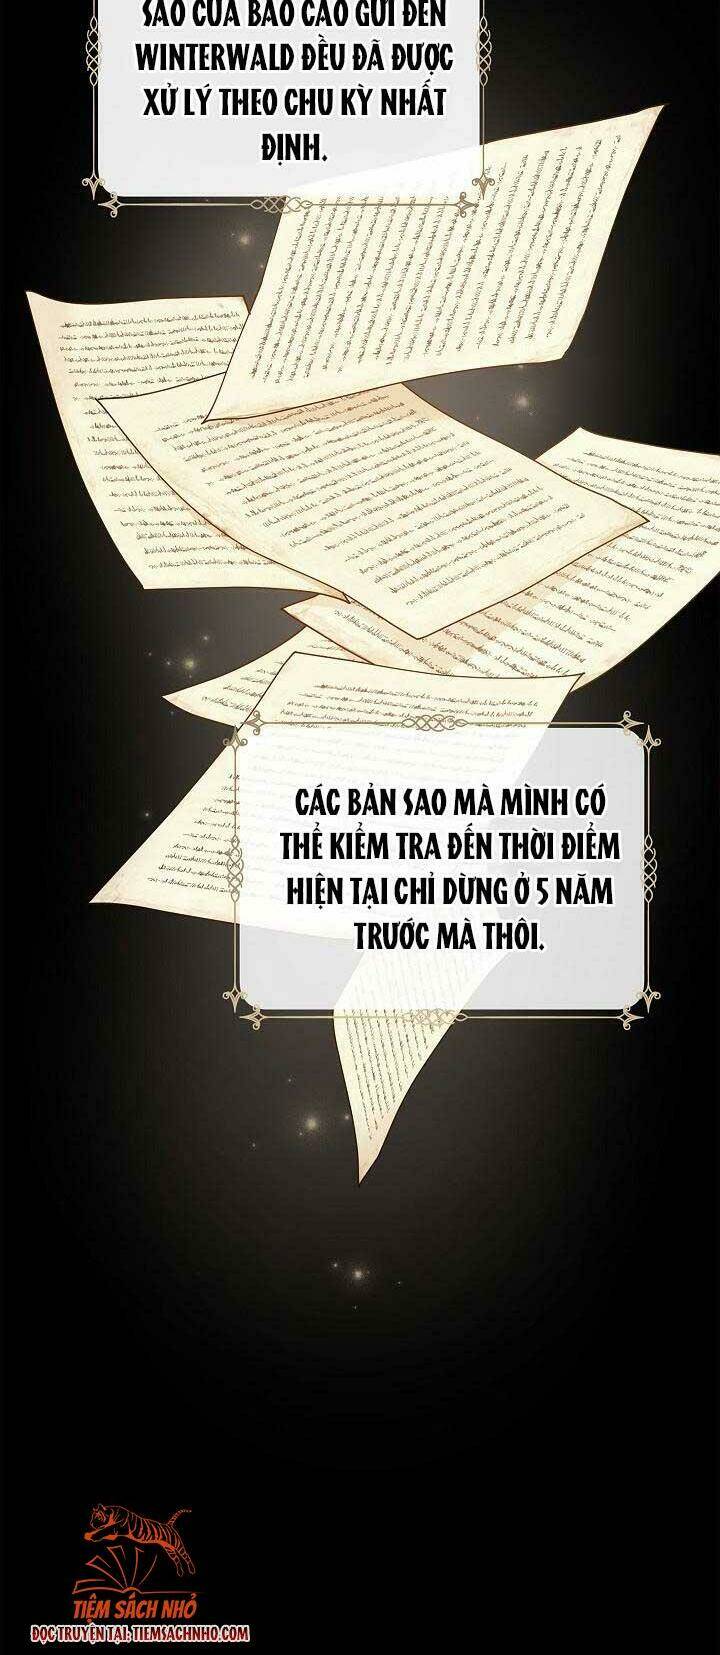 SAO CỦA BÁO CÁO GỬI ĐẾN
WINTERWALD ĐỀU ĐÃ ĐƯỢC
XỬ LÝ THEO CHU KỲ NHẤT
ĐỊNH.
CÁC BẢN SAO MÀ MÌNH CÓ
THỂ KIỂM TRA ĐẾN THỜI ĐIỂM
HIỆN TẠI CHỈ DỪNG Ở 5 NĂM
TRƯỚC MÀ THÔI.
TIỆM SÁCH NHỎ
ĐỌC TRUYỆN TẠI: TIEMSACHNHO.COM